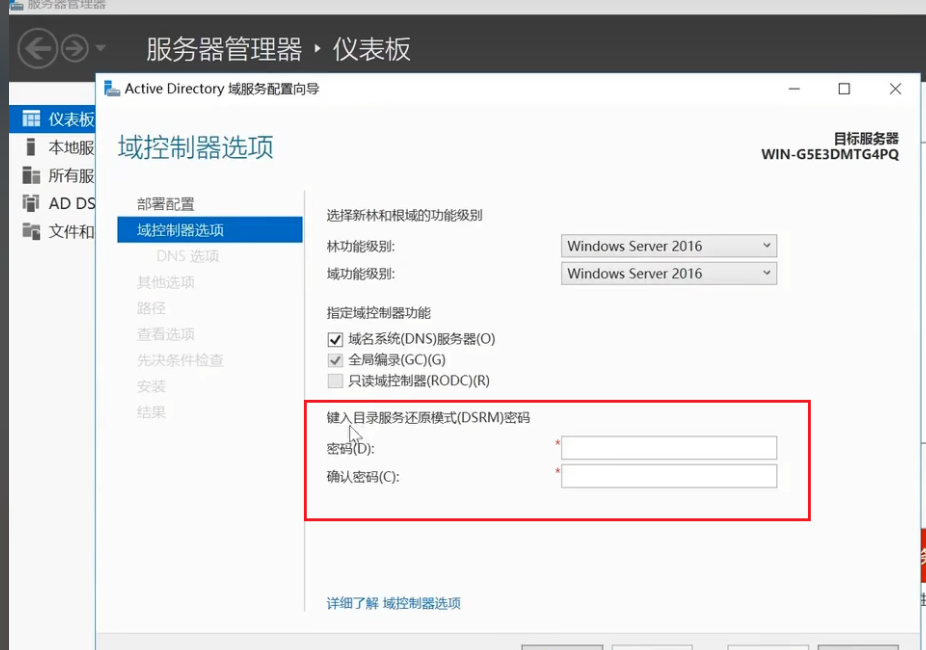 服务器管理器
服务器管理器 ‣ 仪表板
Active Directory 域服务配置向导
域控制器选项
目标服务器
WIN-G5E3DMTG4PQ
仪表板
本地服
所有服
AD DS
文件和
部署配置
域控制器选项
DNS 选项
其他选项
路径
查看选项
先决条件检查
安装
结果
选择新林和根域的功能级别
林功能级别: Windows Server 2016
域功能级别: Windows Server 2016
指定域控制器功能
域名系统(DNS)服务器(O)
全局编录(GC)(G)
只读域控制器(RODC)(R)
键入目录服务还原模式(DSRM)密码
密码(D): *
确认密码(C): *
详细了解 域控制器选项